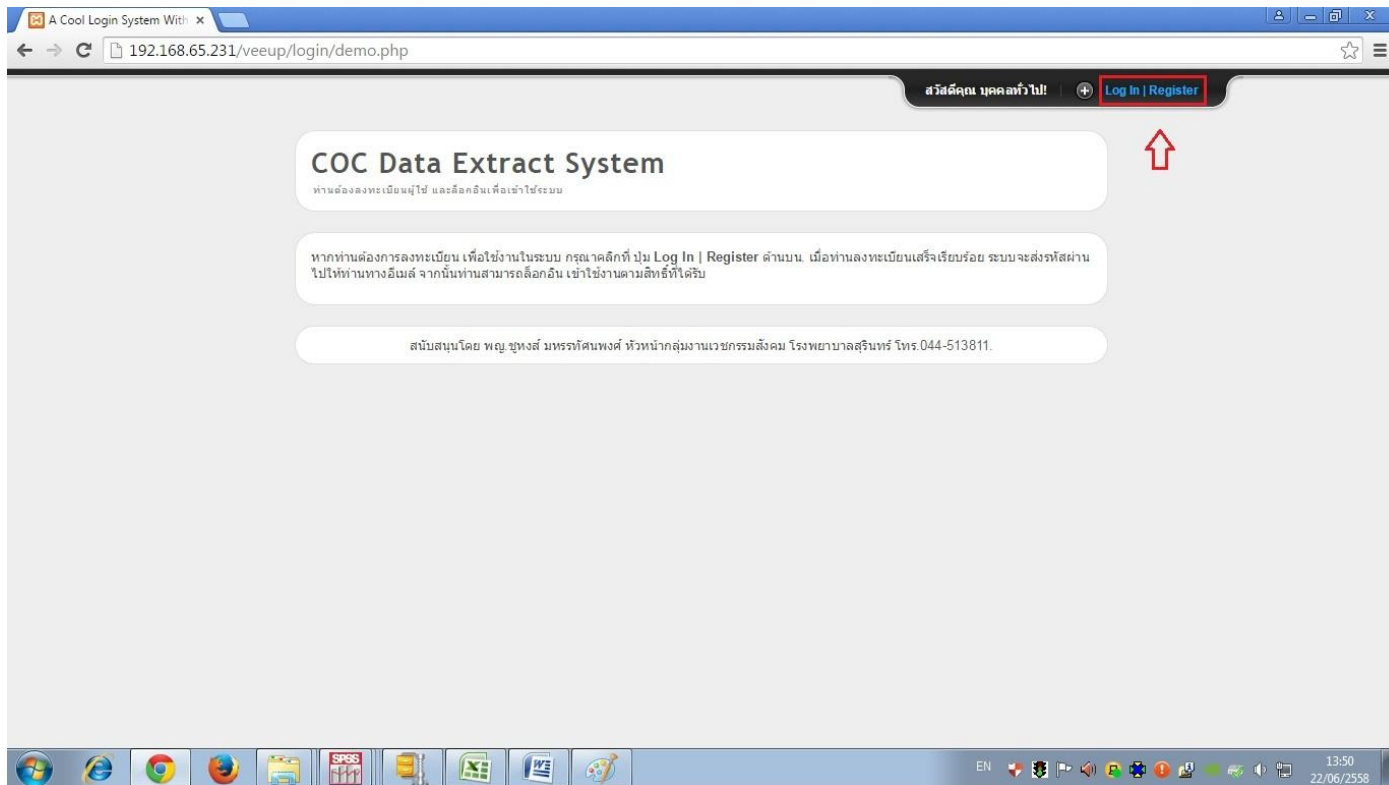 A Cool Login System With
192.168.65.231/veeup/login/demo.php
สวัสดีคุณ บุคคลทั่วไป! Log In | Register
COC Data Extract System
ท่านต้องลงทะเบียนผู้ใช้ และล็อกอินเพื่อเข้าใช้ระบบ
หากท่านต้องการลงทะเบียน เพื่อใช้งานในระบบ กรุณาคลิกที่ ปุ่ม Log In | Register ด้านบน. เมื่อท่านลงทะเบียนเสร็จเรียบร้อย ระบบจะส่งรหัสผ่าน
ไปให้ท่านทางอีเมล์ จากนั้นท่านสามารถล็อกอิน เข้าใช้งานตามสิทธิ์ที่ได้รับ
สนับสนุนโดย พญ.ชูหงส์ มหรรทัศนพงศ์ หัวหน้ากลุ่มงานเวชกรรมสังคม โรงพยาบาลสุรินทร์ โทร.044-513811.
SPSS
EN
13:50
22/06/2558